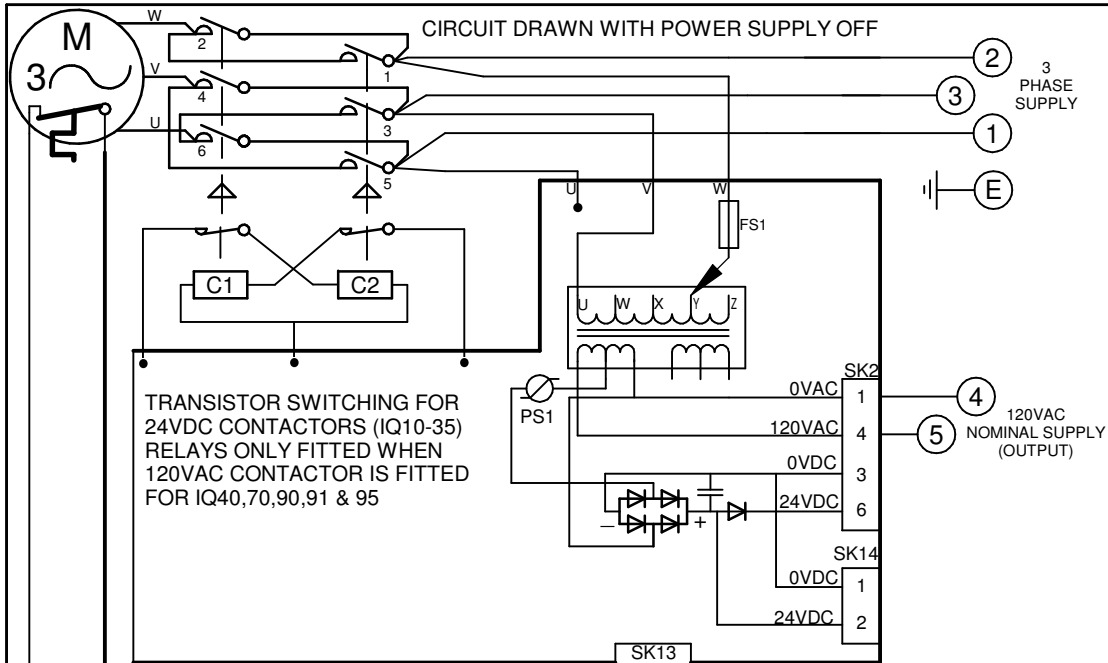 CIRCUIT DRAWN WITH POWER SUPPLY OFF
W
M
3
V
U
2
1
4
3
6
5
2
3
1
E
3
PHASE
SUPPLY
U
V
W
FS1
C1
C2
U W X Y Z
PS1
TRANSISTOR SWITCHING FOR
24VDC CONTACTORS (IQ10-35)
RELAYS ONLY FITTED WHEN
120VAC CONTACTOR IS FITTED
FOR IQ40,70,90,91 & 95
SK2
0VAC 1
4
120VAC 4
5
120VAC
NOMINAL SUPPLY
(OUTPUT)
0VDC 3
24VDC 6
– +
SK14
0VDC 1
24VDC 2
SK13